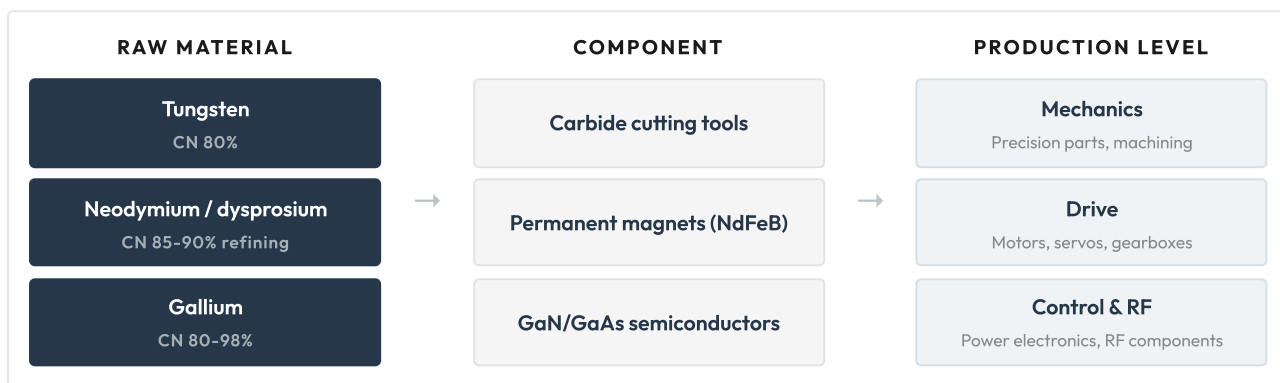 RAW MATERIAL
COMPONENT
PRODUCTION LEVEL
Tungsten
CN 80%
Carbide cutting tools
Mechanics
Precision parts, machining
Neodymium / dysprosium
CN 85-90% refining
→
Permanent magnets (NdFeB)
→
Drive
Motors, servos, gearboxes
Gallium
CN 80-98%
GaN/GaAs semiconductors
Control & RF
Power electronics, RF components